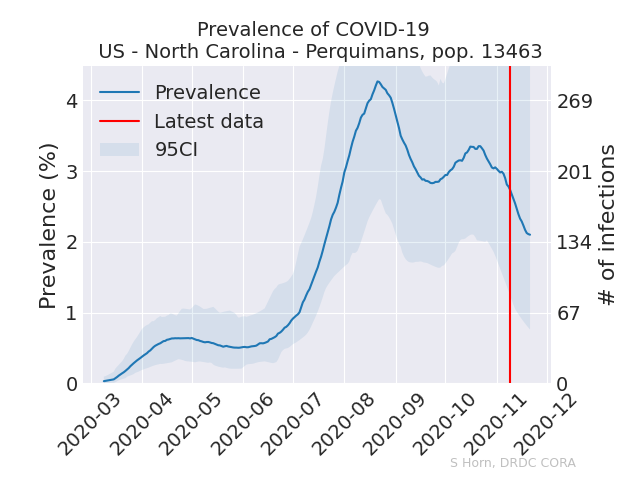 Prevalence of COVID-19
US - North Carolina - Perquimans, pop. 13463
Prevalence
Latest data
95CI
Prevalence (%)
4
3
2
1
0
269
201
134
67
0
# of infections
2020-03
2020-04
2020-05
2020-06
2020-07
2020-08
2020-09
2020-10
2020-11
2020-12
S Horn, DRDC CORA